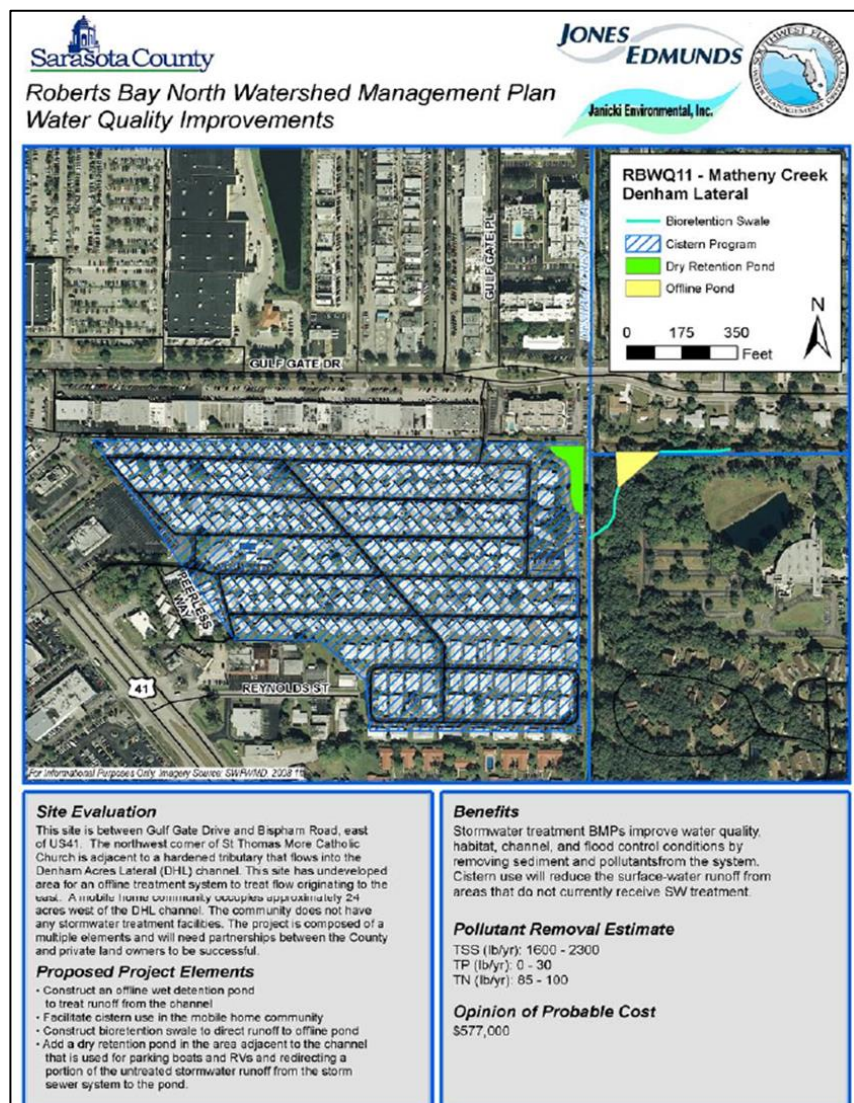 Sarasota County
JONES
EDMUNDS
Janicki Environmental, Inc.
SOUTHWEST FLORIDA
WATER MANAGEMENT DISTRICT
Roberts Bay North Watershed Management Plan
Water Quality Improvements
RBWQ11 - Matheny Creek
Denham Lateral
Bioretention Swale
Cistern Program
Dry Retention Pond
Offline Pond
N
0 175 350
Feet
GULF GATE PL
GULF GATE DR
PEERLESS
WAY
41
REYNOLDS ST
For Informational Purposes Only. Imagery Source: SWFWMD, 2008 1ft
Site Evaluation
This site is between Gulf Gate Drive and Bispham Road, east
of US41. The northwest corner of St Thomas More Catholic
Church is adjacent to a hardened tributary that flows into the
Denham Acres Lateral (DHL) channel. This site has undeveloped
area for an offline treatment system to treat flow originating to the
east. A mobile home community occupies approximately 24
acres west of the DHL channel. The community does not have
any stormwater treatment facilities. The project is composed of a
multiple elements and will need partnerships between the County
and private land owners to be successful.
Proposed Project Elements
• Construct an offline wet detention pond
to treat runoff from the channel
• Facilitate cistern use in the mobile home community
• Construct bioretention swale to direct runoff to offline pond
• Add a dry retention pond in the area adjacent to the channel
that is used for parking boats and RVs and redirecting a
portion of the untreated stormwater runoff from the storm
sewer system to the pond.
Benefits
Stormwater treatment BMPs improve water quality,
habitat, channel, and flood control conditions by
removing sediment and pollutantsfrom the system.
Cistern use will reduce the surface-water runoff from
areas that do not currently receive SW treatment.
Pollutant Removal Estimate
TSS (lb/yr): 1600 - 2300
TP (lb/yr): 0 - 30
TN (lb/yr): 85 - 100
Opinion of Probable Cost
$577,000